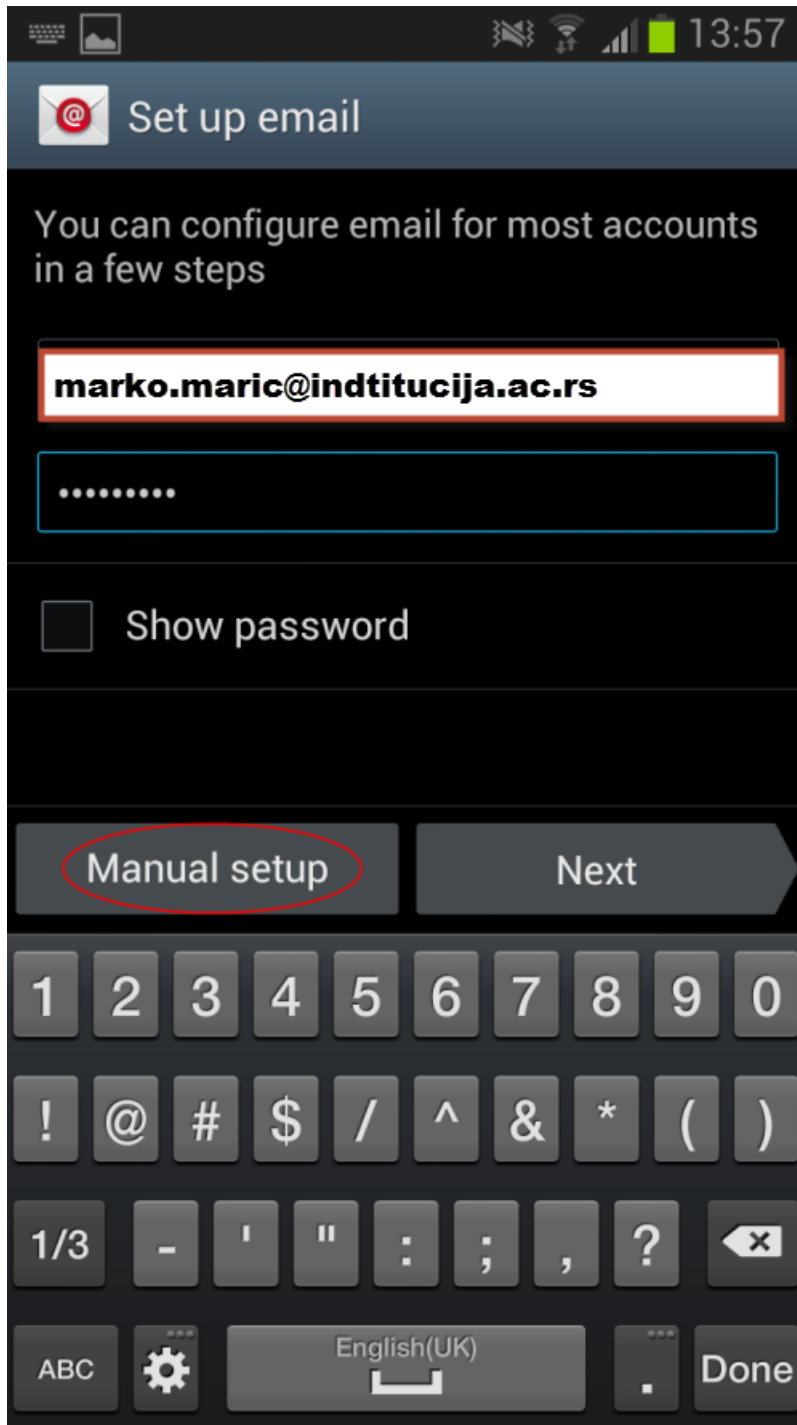 13:57
@ Set up email
You can configure email for most accounts
in a few steps
marko.maric@indtitucija.ac.rs
•••••••••
Show password
Manual setup Next
1 2 3 4 5 6 7 8 9 0
! @ # $ / ^ & * ( )
1/3 - ' " : ; , ?
ABC English(UK) . Done